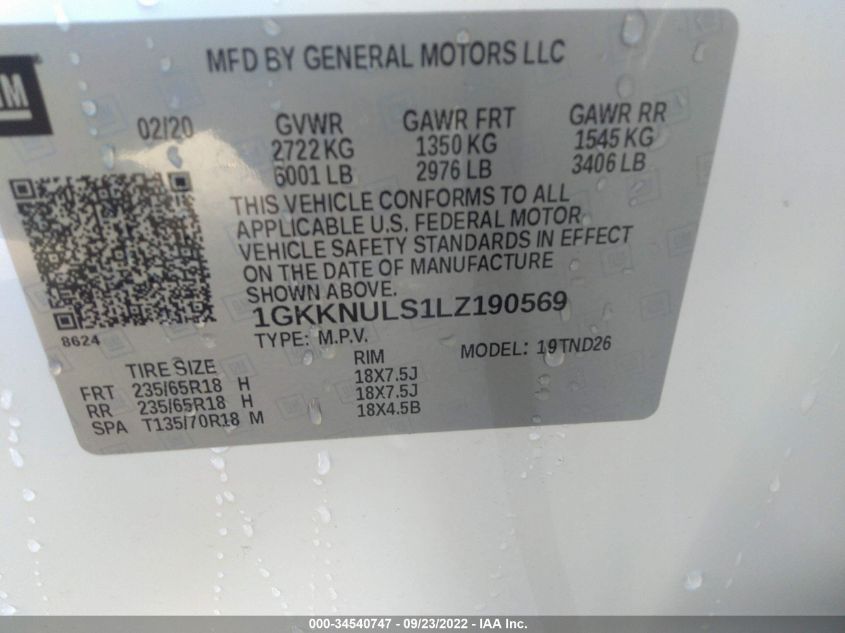 GM
MFD BY GENERAL MOTORS LLC
02/20 GVWR GAWR FRT GAWR RR
2722 KG 1350 KG 1545 KG
6001 LB 2976 LB 3406 LB
THIS VEHICLE CONFORMS TO ALL
APPLICABLE U.S. FEDERAL MOTOR
VEHICLE SAFETY STANDARDS IN EFFECT
ON THE DATE OF MANUFACTURE
SHOWN ABOVE.
1GKKNULS1LZ190569
8624 TYPE: M.P.V. MODEL: 19TND26
TIRE SIZE RIM
FRT 235/65R18 H 18X7.5J
RR 235/65R18 H 18X7.5J
SPA T135/70R18 M 18X4.5B
000-34540747 - 09/23/2022 - IAA Inc.